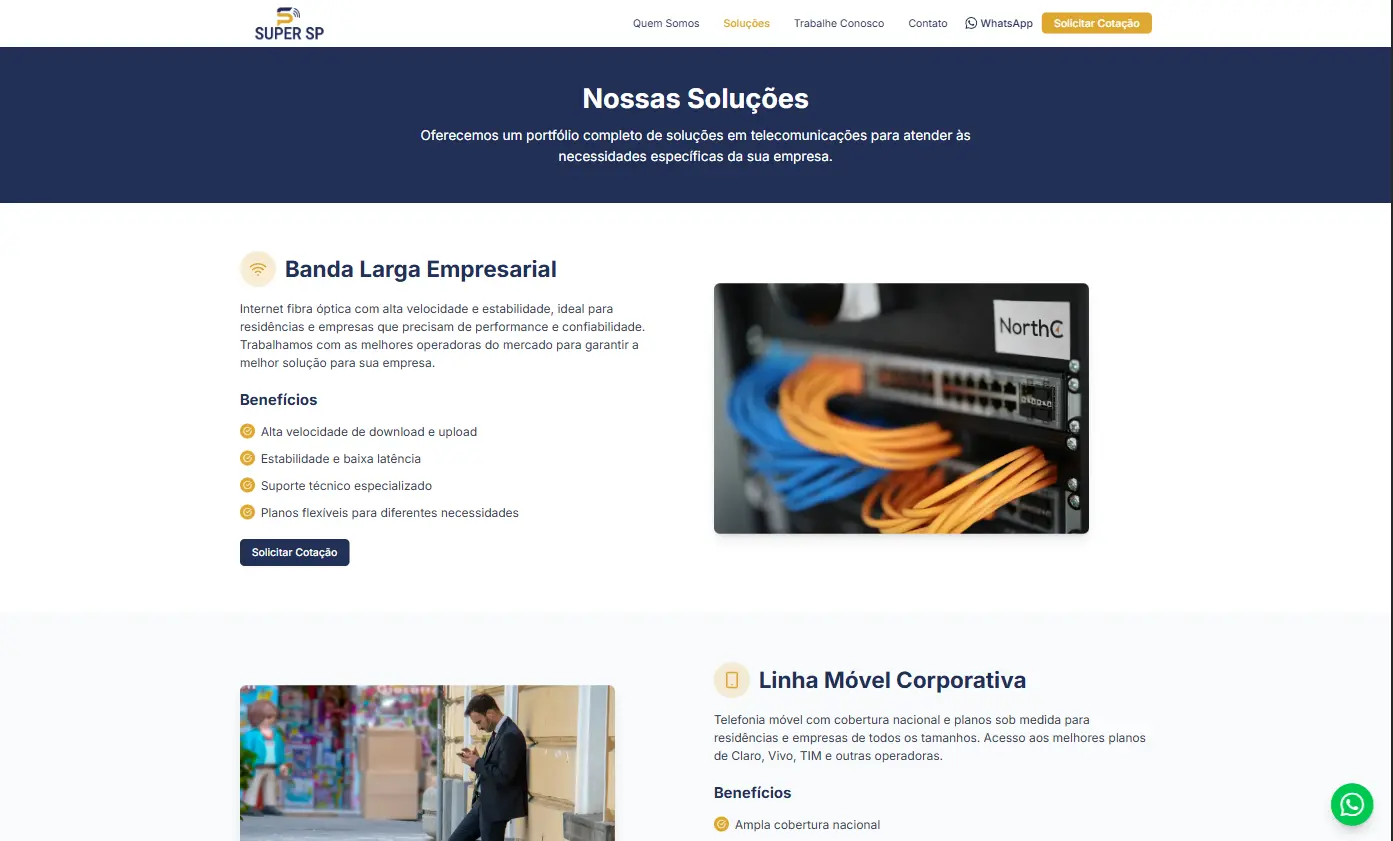 SUPER SP
Quem Somos
Soluções
Trabalhe Conosco
Contato
WhatsApp
Solicitar Cotação
Nossas Soluções
Oferecemos um portfólio completo de soluções em telecomunicações para atender às
necessidades específicas da sua empresa.
Banda Larga Empresarial
Internet fibra óptica com alta velocidade e estabilidade, ideal para
residências e empresas que precisam de performance e confiabilidade.
Trabalhamos com as melhores operadoras do mercado para garantir a
melhor solução para sua empresa.
Benefícios
Alta velocidade de download e upload
Estabilidade e baixa latência
Suporte técnico especializado
Planos flexíveis para diferentes necessidades
Solicitar Cotação
NorthC
Linha Móvel Corporativa
Telefonia móvel com cobertura nacional e planos sob medida para
residências e empresas de todos os tamanhos. Acesso aos melhores planos
de Claro, Vivo, TIM e outras operadoras.
Benefícios
Ampla cobertura nacional